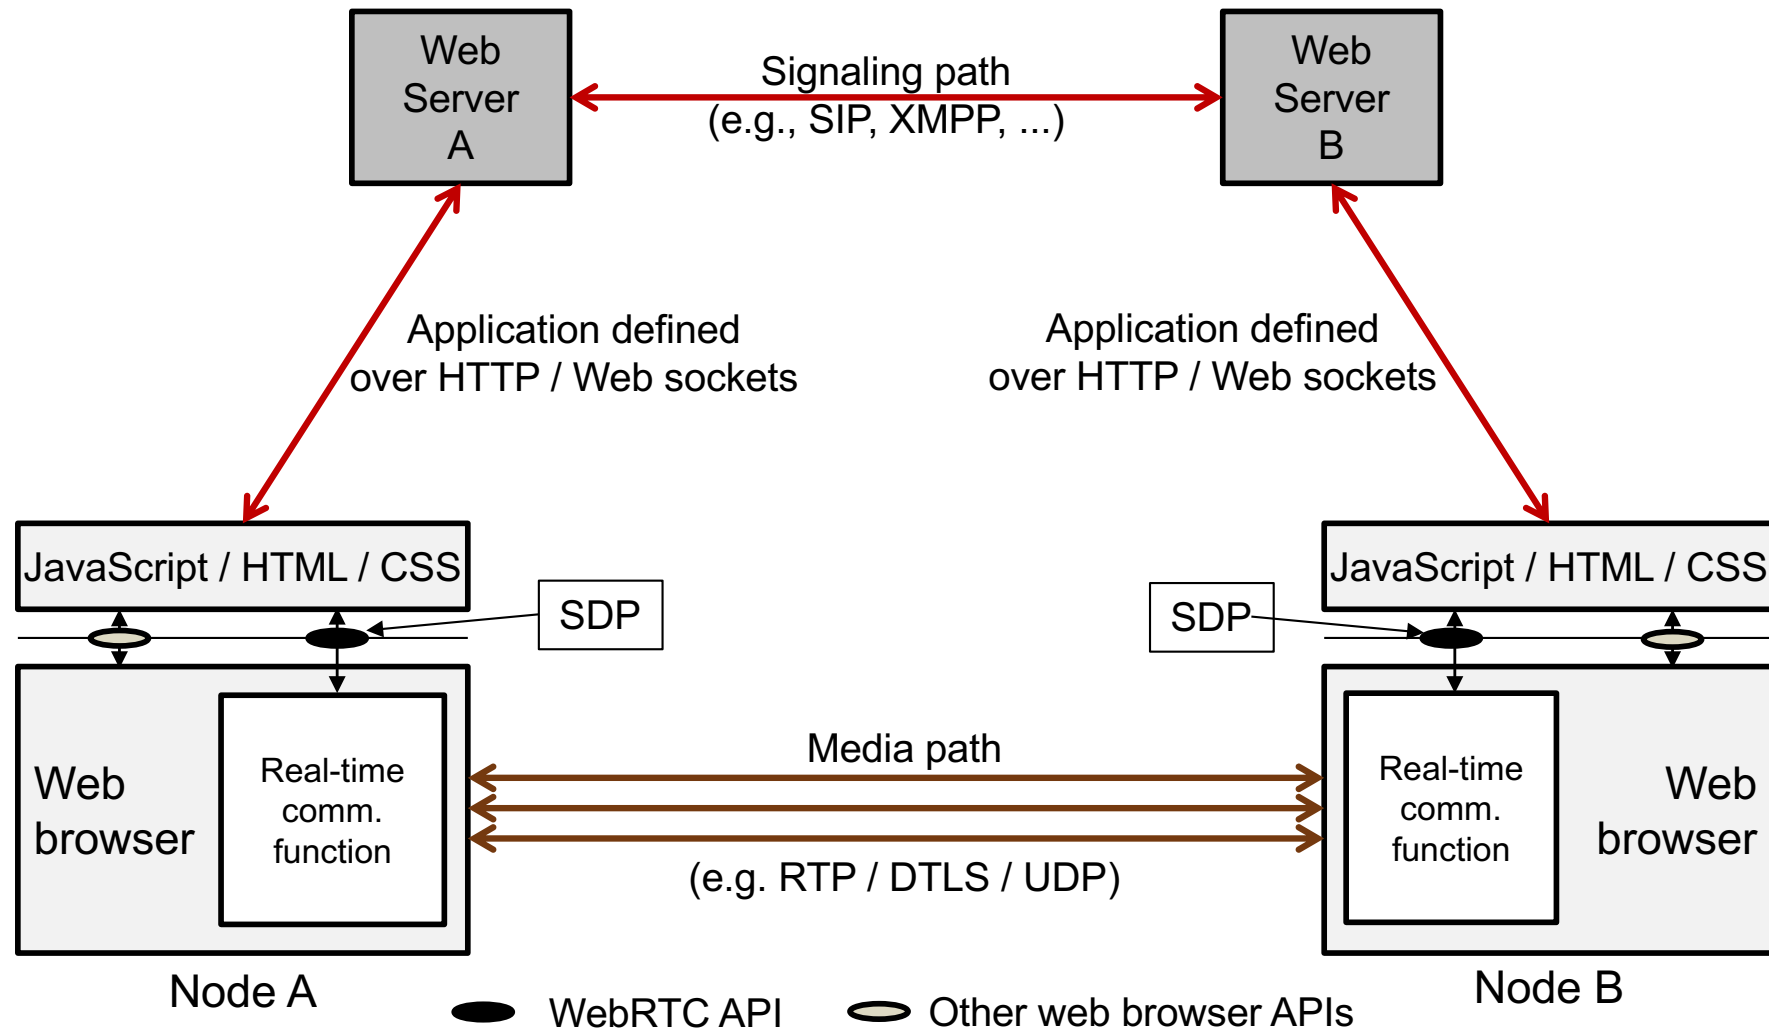 Web
Server
A
Signaling path
(e.g., SIP, XMPP, ...)
Web
Server
B
Application defined
over HTTP / Web sockets
Application defined
over HTTP / Web sockets
JavaScript / HTML / CSS
SDP
SDP
JavaScript / HTML / CSS
Web
browser
Real-time
comm.
function
Media path
(e.g. RTP / DTLS / UDP)
Real-time
comm.
function
Web
browser
Node A
Node B
WebRTC API
Other web browser APIs